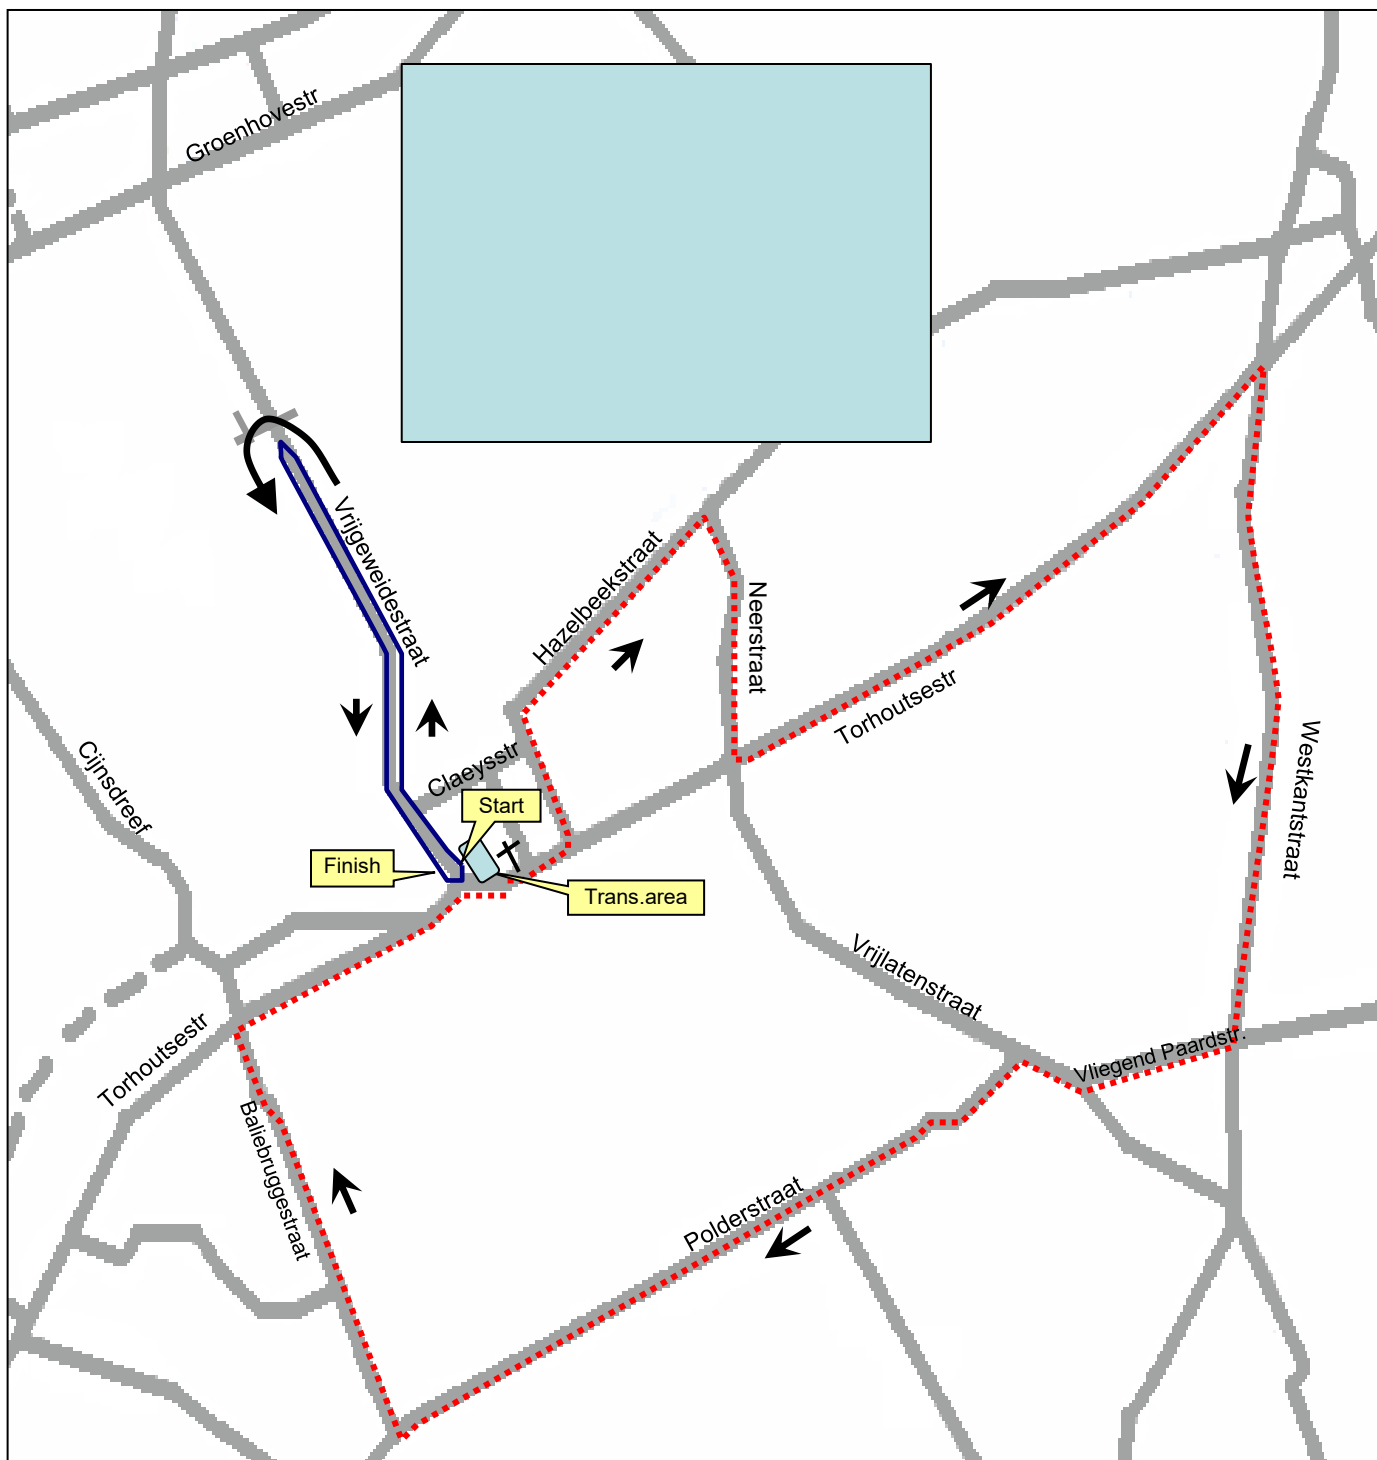 Groenhovestr
Vrijgeweidestraat
Hazelbeekstraat
Neerstraat
Torhoutsestr
Westkantstraat
Cijnsdreef
Claeysstr
Start
Finish
Trans.area
Vrijlatenstraat
Vliegend Paardstr.
Torhoutsestr
Baliebruggestraat
Polderstraat